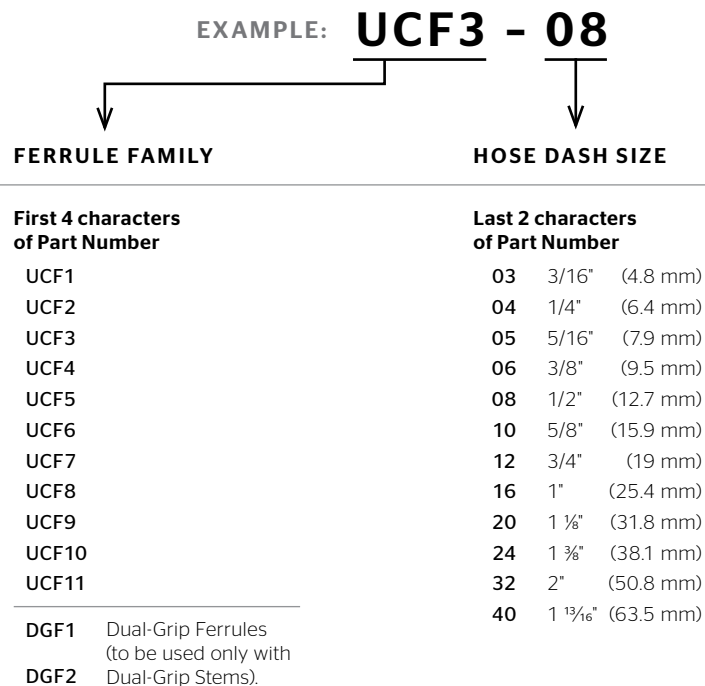 EXAMPLE: UCF3 - 08
FERRULE FAMILY
First 4 characters
of Part Number
UCF1
UCF2
UCF3
UCF4
UCF5
UCF6
UCF7
UCF8
UCF9
UCF10
UCF11
DGF1 Dual-Grip Ferrules
(to be used only with
DGF2 Dual-Grip Stems).
HOSE DASH SIZE
Last 2 characters
of Part Number
03 3/16" (4.8 mm)
04 1/4" (6.4 mm)
05 5/16" (7.9 mm)
06 3/8" (9.5 mm)
08 1/2" (12.7 mm)
10 5/8" (15.9 mm)
12 3/4" (19 mm)
16 1" (25.4 mm)
20 1 ⅛" (31.8 mm)
24 1 ⅜" (38.1 mm)
32 2" (50.8 mm)
40 1 ¹³⁄₁₆" (63.5 mm)